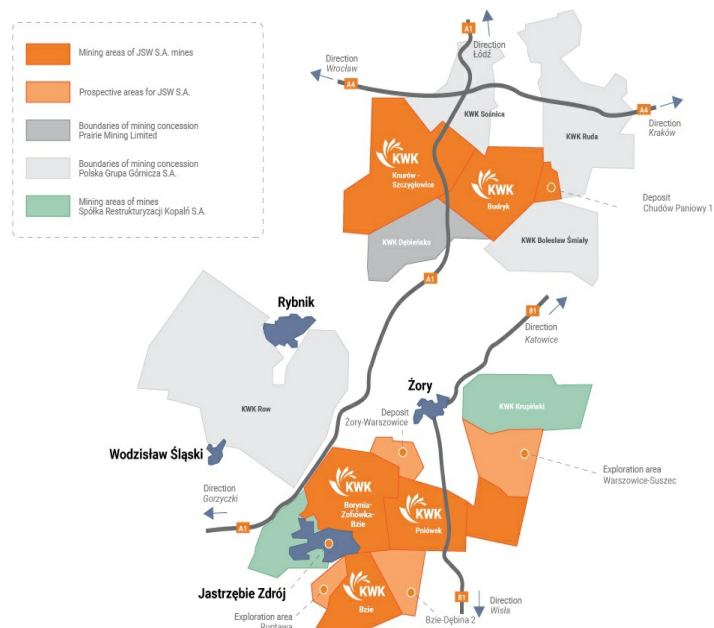 Mining areas of JSW S.A. mines
Prospective areas for JSW S.A.
Boundaries of mining concession
Prairie Mining Limited
Boundaries of mining concession
Polska Grupa Górnicza S.A.
Mining areas of mines
Spółka Restrukturyzacji Kopalń S.A.
A1
Direction
Łódź
Direction
Wrocław
A4
A4
Direction
Kraków
KWK Sośnica
KWK Ruda
KWK
Knurów -
Szczygłowice
KWK
Budryk
Deposit
Chudów Paniowy 1
KWK Dębieńsko
KWK Bolesław Śmiały
A1
Rybnik
81
Direction
Katowice
Żory
KWK Row
KWK Krupiński
Deposit
Żory-Warszowice
Wodzisław Śląski
Exploration area
Warszowice-Suszec
Direction
Gorzyczki
KWK
Borynia-
Zofiówka-
Bzie
KWK
Pniówek
A1
Jastrzębie Zdrój
KWK
Bzie
Exploration area
Ruptawa
Bzie-Dębina 2
81
Direction
Wisła